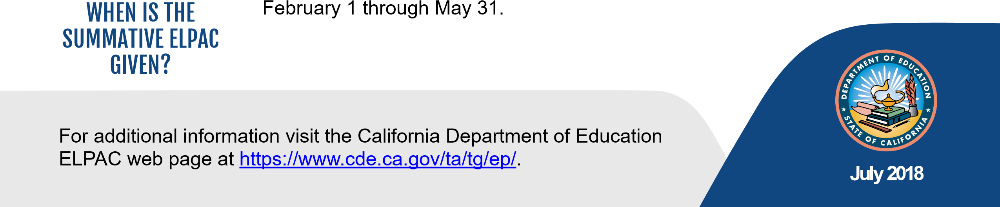 WHEN IS THE
SUMMATIVE ELPAC
GIVEN?
February 1 through May 31.
For additional information visit the California Department of Education
ELPAC web page at https://www.cde.ca.gov/ta/tg/ep/.
DEPARTMENT OF EDUCATION
STATE OF CALIFORNIA
July 2018